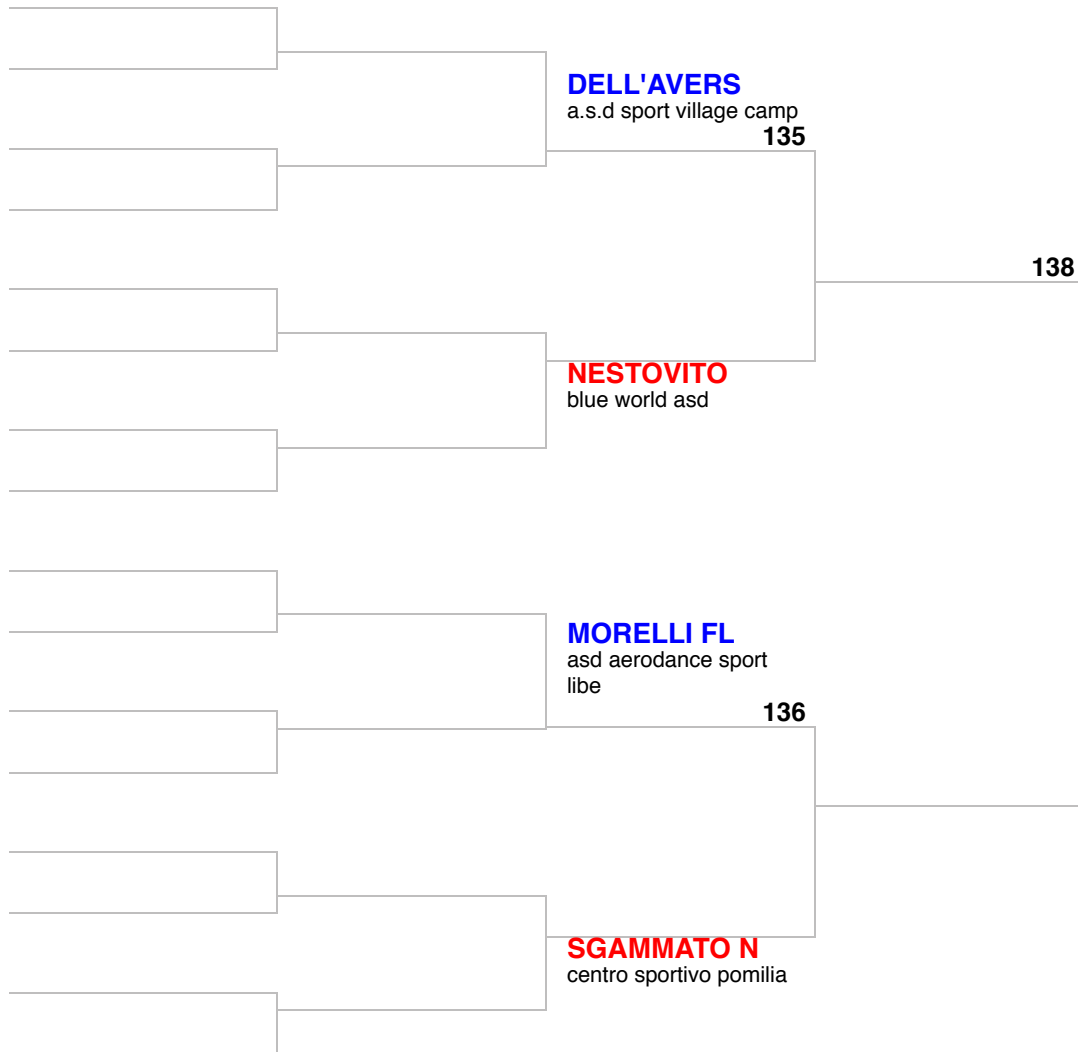 DELL'AVERS
a.s.d sport village camp
135
138
NESTOVITO
blue world asd
MORELLI FL
asd aerodance sport
libe
136
SGAMMATO N
centro sportivo pomilia